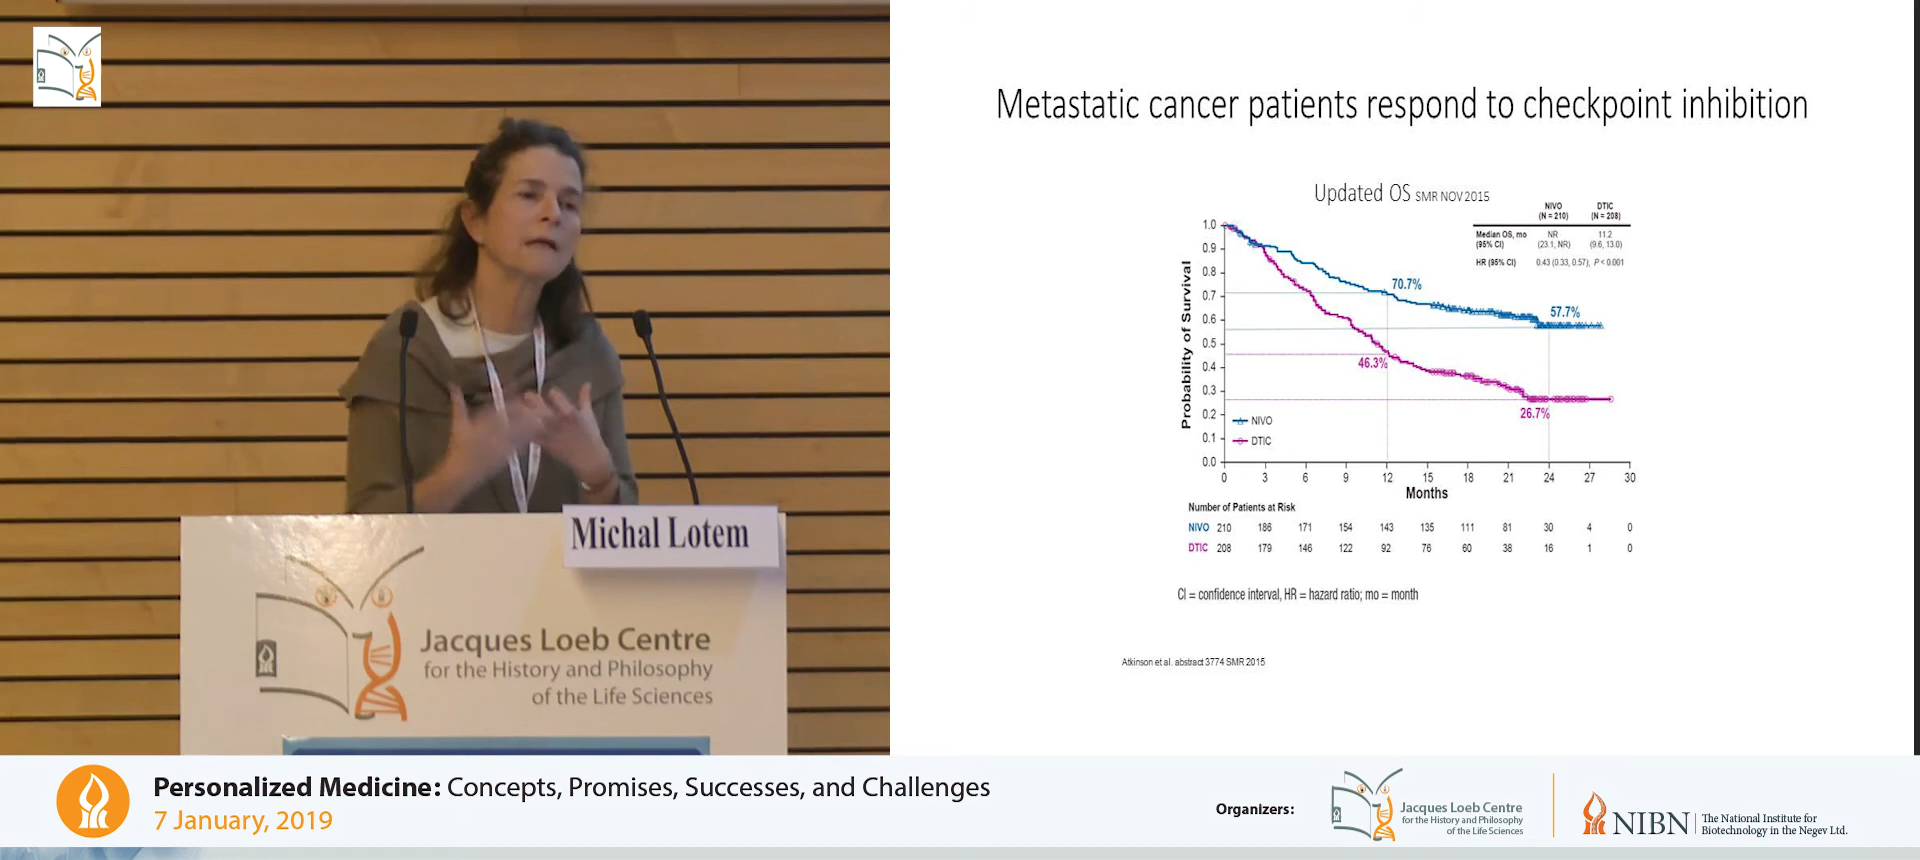 Metastatic cancer patients respond to checkpoint inhibition
Updated OS SMR NOV 2015
NIVO DTIC
(N = 210) (N = 208)
Median OS, mo NR 11.2
(95% CI) (23.1, NR) (9.6, 13.0)
HR (95% CI) 0.43 (0.33, 0.57), P < 0.001
Probability of Survival
1.0
0.9
0.8
0.7
0.6
0.5
0.4
0.3
0.2
0.1
0.0
70.7%
57.7%
46.3%
26.7%
NIVO
DTIC
0 3 6 9 12 15 18 21 24 27 30
Months
Number of Patients at Risk
NIVO 210 186 171 154 143 135 111 81 30 4 0
DTIC 208 179 146 122 92 76 60 38 16 1 0
CI = confidence interval, HR = hazard ratio; mo = month
Atkinson et al. abstract 3774 SMR 2015
Michal Lotem
Jacques Loeb Centre
for the History and Philosophy
of the Life Sciences
Personalized Medicine: Concepts, Promises, Successes, and Challenges
7 January, 2019
Organizers:
Jacques Loeb Centre
for the History and Philosophy
of the Life Sciences
NIBN
The National Institute for
Biotechnology in the Negev Ltd.